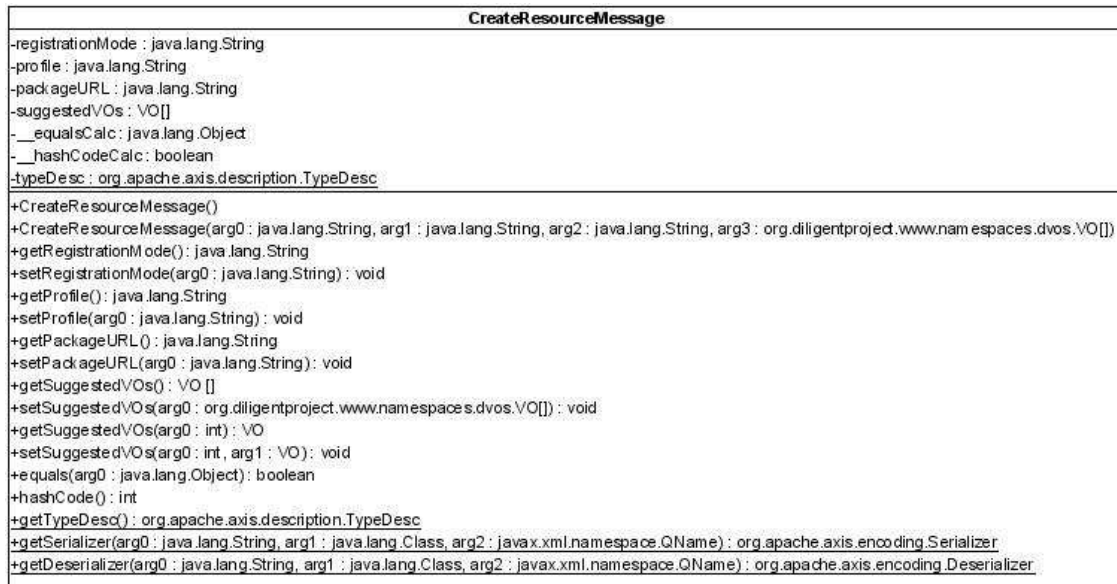 CreateResourceMessage
-registrationMode : java.lang.String
-profile : java.lang.String
-packageURL : java.lang.String
-suggestedVOs : VO[]
-__equalsCalc : java.lang.Object
-__hashCodeCalc : boolean
-typeDesc : org.apache.axis.description.TypeDesc
+CreateResourceMessage()
+CreateResourceMessage(arg0 : java.lang.String, arg1 : java.lang.String, arg2 : java.lang.String, arg3 : org.diligentproject.www.namespaces.dvos.VO[])
+getRegistrationMode() : java.lang.String
+setRegistrationMode(arg0 : java.lang.String) : void
+getProfile() : java.lang.String
+setProfile(arg0 : java.lang.String) : void
+getPackageURL() : java.lang.String
+setPackageURL(arg0 : java.lang.String) : void
+getSuggestedVOs() : VO []
+setSuggestedVOs(arg0 : org.diligentproject.www.namespaces.dvos.VO[]) : void
+getSuggestedVOs(arg0 : int) : VO
+setSuggestedVOs(arg0 : int, arg1 : VO) : void
+equals(arg0 : java.lang.Object) : boolean
+hashCode() : int
+getTypeDesc() : org.apache.axis.description.TypeDesc
+getSerializer(arg0 : java.lang.String, arg1 : java.lang.Class, arg2 : javax.xml.namespace.QName) : org.apache.axis.encoding.Serializer
+getDeserializer(arg0 : java.lang.String, arg1 : java.lang.Class, arg2 : javax.xml.namespace.QName) : org.apache.axis.encoding.Deserializer